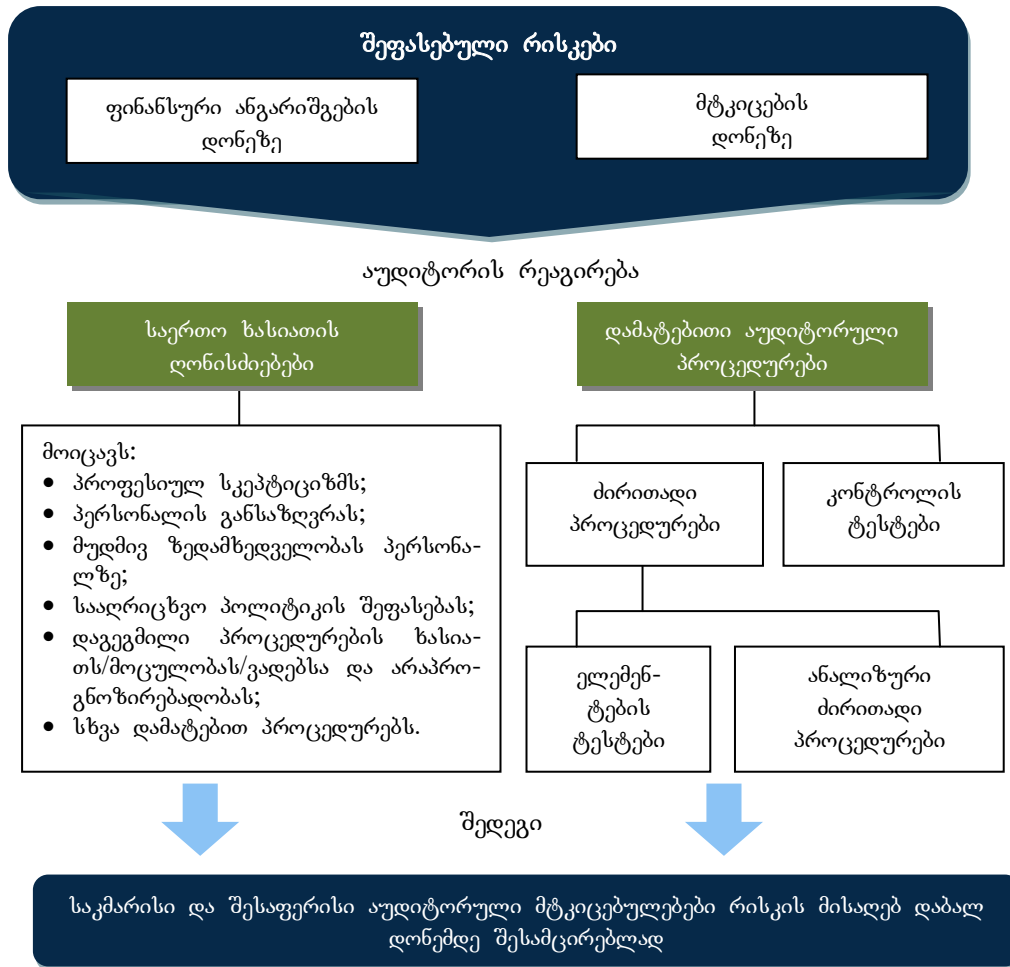 შეფასებული რისკები
ფინანსური ანგარიშგების
დონეზე
მტკიცების
დონეზე
აუდიტორის რეაგირება
საერთო ხასიათის
ღონისძიებები
დამატებითი აუდიტორული
პროცედურები
მოიცავს:
• პროფესიულ სკეპტიციზმს;
• პერსონალის განსაზღვრას;
• მუდმივ ზედამხედველობას პერსონა-
ლზე;
• სააღრიცხვო პოლიტიკის შეფასებას;
• დაგეგმილი პროცედურების ხასია-
თს/მოცულობას/ვადებსა და არაპრო-
გნოზირებადობას;
• სხვა დამატებით პროცედურებს.
ძირითადი
პროცედურები
კონტროლის
ტესტები
ელემენ-
ტების
ტესტები
ანალიზური
ძირითადი
პროცედურები
შედეგი
საკმარისი და შესაფერისი აუდიტორული მტკიცებულებები რისკის მისაღებ დაბალ
დონემდე შესამცირებლად